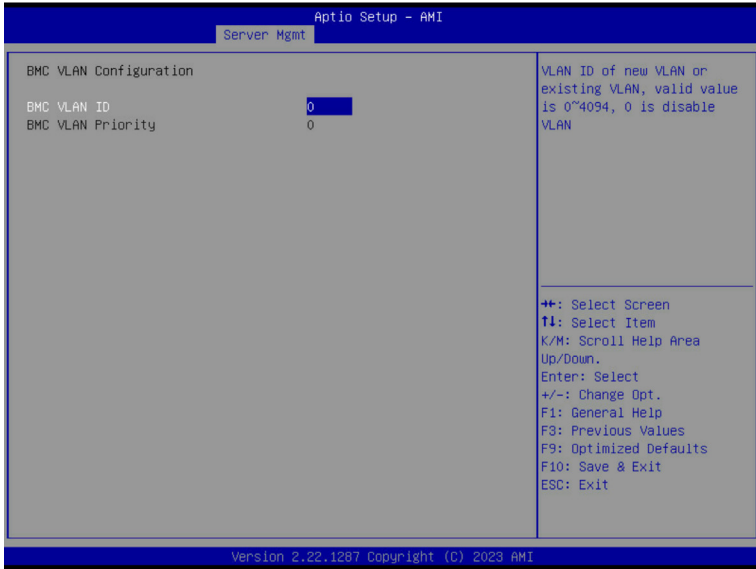 Aptio Setup – AMI
Server Mgmt
BMC VLAN Configuration
BMC VLAN ID 0
BMC VLAN Priority 0
VLAN ID of new VLAN or
existing VLAN, valid value
is 0~4094, 0 is disable
VLAN
→←: Select Screen
↑↓: Select Item
K/M: Scroll Help Area
Up/Down.
Enter: Select
+/-: Change Opt.
F1: General Help
F3: Previous Values
F9: Optimized Defaults
F10: Save & Exit
ESC: Exit
Version 2.22.1287 Copyright (C) 2023 AMI